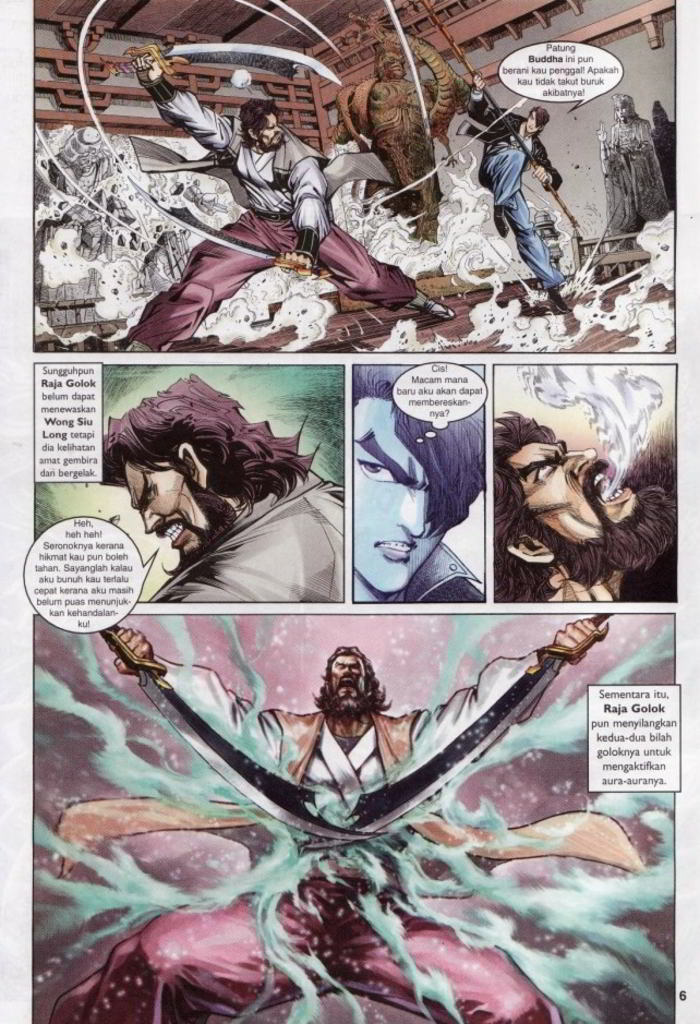 Patung
Buddha ini pun
berani kau penggal! Apakah
kau tidak takut buruk
akibatnya!
Sungguhpun
Raja Golok
belum dapat
menewaskan
Wong Siu
Long tetapi
dia kelihatan
amat gembira
dan bergelak.
Heh,
heh heh!
Seronoknya kerana
hikmat kau pun boleh
tahan. Sayanglah kalau
aku bunuh kau terlalu
cepat kerana aku masih
belum puas menunjuk-
kan kehandalan-
ku!
Cis!
Macam mana
baru aku akan dapat
membereskan-
nya?
Sementara itu,
Raja Golok
pun menyilangkan
kedua-dua bilah
goloknya untuk
mengaktifkan
aura-auranya.
6